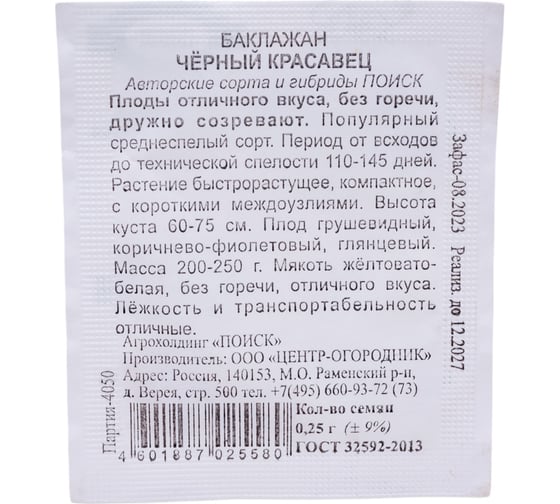 БАКЛАЖАН
ЧЁРНЫЙ КРАСАВЕЦ
Авторские сорта и гибриды ПОИСК
Плоды отличного вкуса, без горечи,
дружно созревают. Популярный
среднеспелый сорт. Период от всходов
до технической спелости 110-145 дней.
Растение быстрорастущее, компактное,
с короткими междоузлиями. Высота
куста 60-75 см. Плод грушевидный,
коричнево-фиолетовый, глянцевый.
Масса 200-250 г. Мякоть жёлтовато-
белая, без горечи, отличного вкуса.
Лёжкость и транспортабельность
отличные.
Агрохолдинг “ПОИСК”
Производитель: ООО “ЦЕНТР-ОГОРОДНИК”
Адрес: Россия, 140153, М.О. Раменский р-н,
д. Верея, стр. 500 тел. +7(495) 660-93-72 (73)
Кол-во семян
0,25 г (± 9%)
ГОСТ 32592-2013
4 601887 025580
Партия-4050
Зафас-08.2023 Реализ. до 12.2027